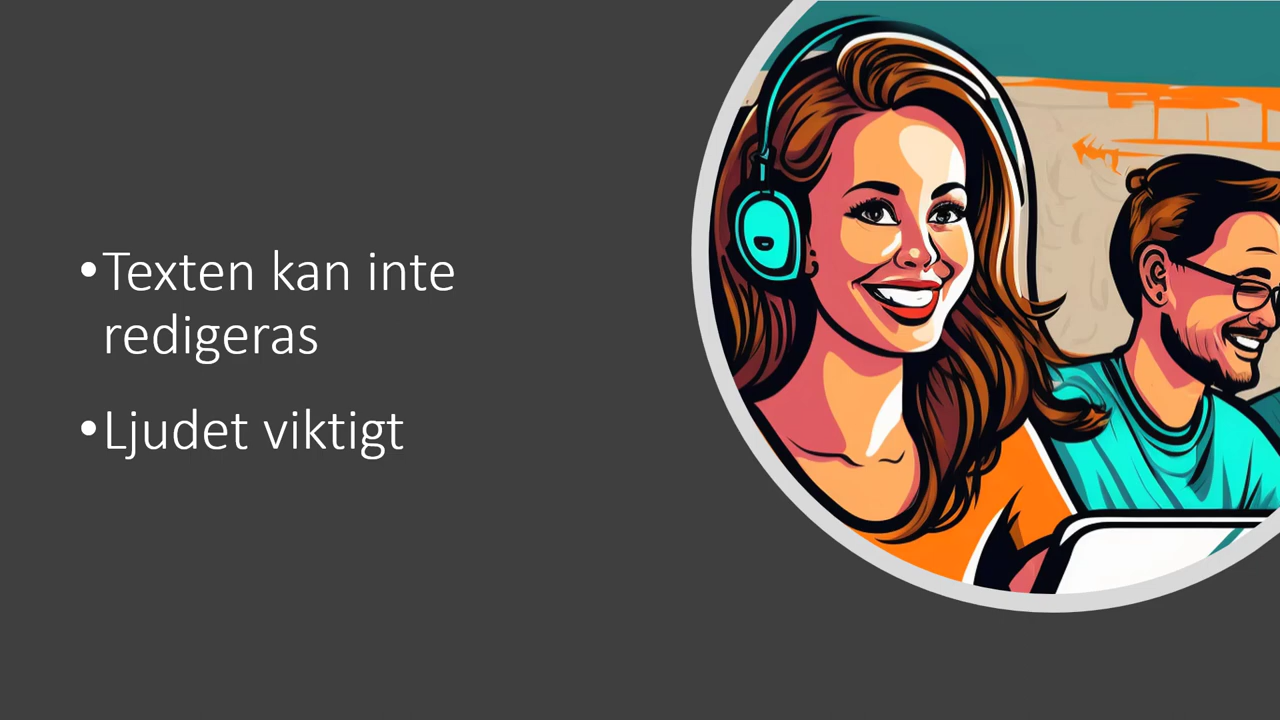 •Texten kan inte
redigeras
•Ljudet viktigt